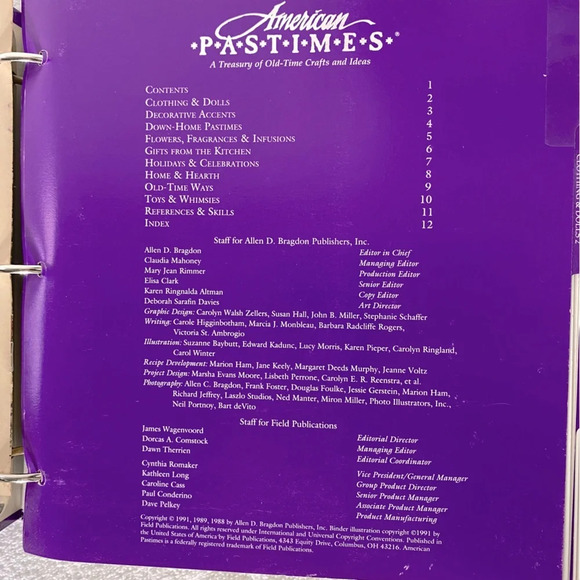 American
P•A•S•T•I•M•E•S®
A Treasury of Old-Time Crafts and Ideas
CONTENTS 1
CLOTHING & DOLLS 2
DECORATIVE ACCENTS 3
DOWN-HOME PASTIMES 4
FLOWERS, FRAGRANCES & INFUSIONS 5
GIFTS FROM THE KITCHEN 6
HOLIDAYS & CELEBRATIONS 7
HOME & HEARTH 8
OLD-TIME WAYS 9
TOYS & WHIMSIES 10
REFERENCES & SKILLS 11
INDEX 12
Staff for Allen D. Bragdon Publishers, Inc.
Allen D. Bragdon Editor in Chief
Claudia Mahoney Managing Editor
Mary Jean Rimmer Production Editor
Elisa Clark Senior Editor
Karen Ringnalda Altman Copy Editor
Deborah Sarafin Davies Art Director
Graphic Design: Carolyn Walsh Zellers, Susan Hall, John B. Miller, Stephanie Schaffer
Writing: Carole Higginbotham, Marcia J. Monbleau, Barbara Radcliffe Rogers,
Victoria St. Ambrogio
Illustration: Suzanne Baybutt, Edward Kadunc, Lucy Morris, Karen Pieper, Carolyn Ringland,
Carol Winter
Recipe Development: Marion Ham, Jane Keely, Margaret Deeds Murphy, Jeanne Voltz
Project Design: Marsha Evans Moore, Lisbeth Perrone, Carolyn E. R. Reenstra, et al.
Photography: Allen C. Bragdon, Frank Foster, Douglas Foulke, Jessie Gerstein, Marion Ham,
Richard Jeffrey, Laszlo Studios, Ned Manter, Miron Miller, Photo Illustrators, Inc.,
Neil Portnoy, Bart deVito
Staff for Field Publications
James Wagenvoord Editorial Director
Dorcas A. Comstock Managing Editor
Dawn Therrien Editorial Coordinator
Cynthia Romaker Vice President/General Manager
Kathleen Long Group Product Director
Caroline Cass Senior Product Manager
Paul Conderino Associate Product Manager
Dave Pelkey Product Manufacturing
Copyright © 1991, 1989, 1988 by Allen D. Bragdon Publishers, Inc. Binder illustration copyright ©1991 by
Field Publications. All rights reserved under International and Universal Copyright Conventions. Published in
the United States of America by Field Publications, 4343 Equity Drive, Columbus, OH 43216. American
Pastimes is a federally registered trademark of Field Publications.
CLOTHING & DOLLS 2